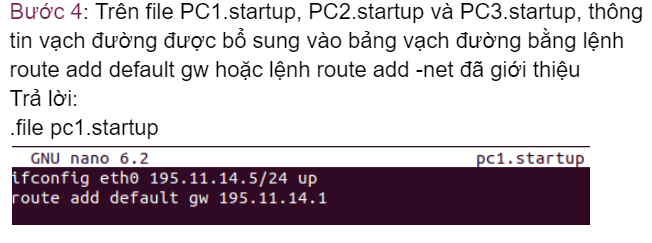 Bước 4: Trên file PC1.startup, PC2.startup và PC3.startup, thông
tin vạch đường được bổ sung vào bảng vạch đường bằng lệnh
route add default gw hoặc lệnh route add -net đã giới thiệu
Trả lời:
.file pc1.startup
GNU nano 6.2 pc1.startup
ifconfig eth0 195.11.14.5/24 up
route add default gw 195.11.14.1